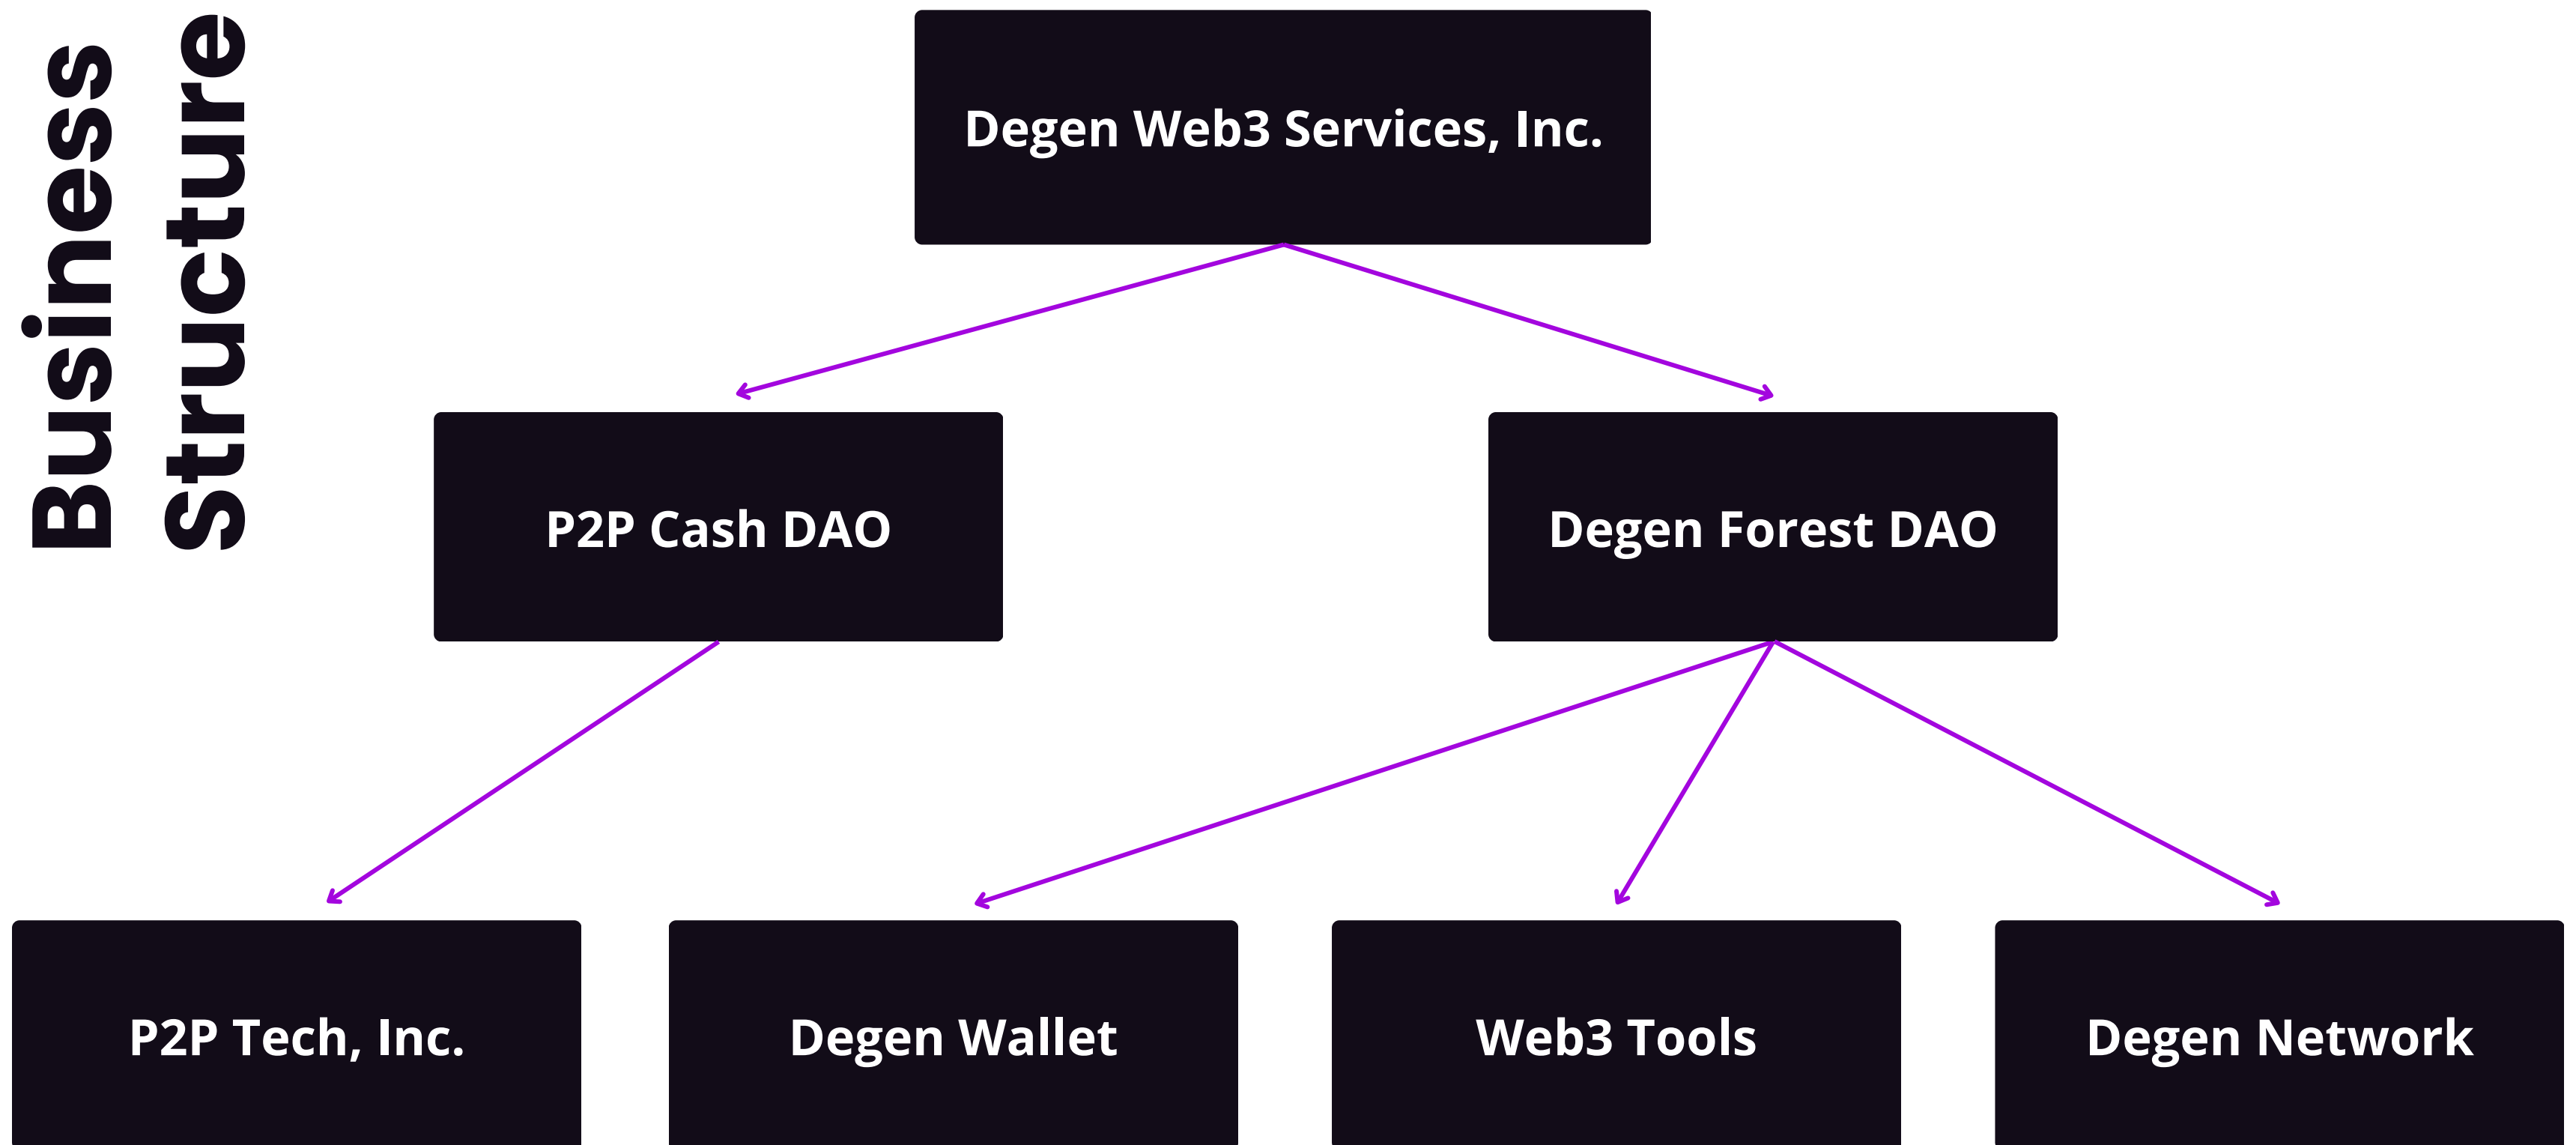 Business
Structure
Degen Web3 Services, Inc.
P2P Cash DAO
Degen Forest DAO
P2P Tech, Inc.
Degen Wallet
Web3 Tools
Degen Network